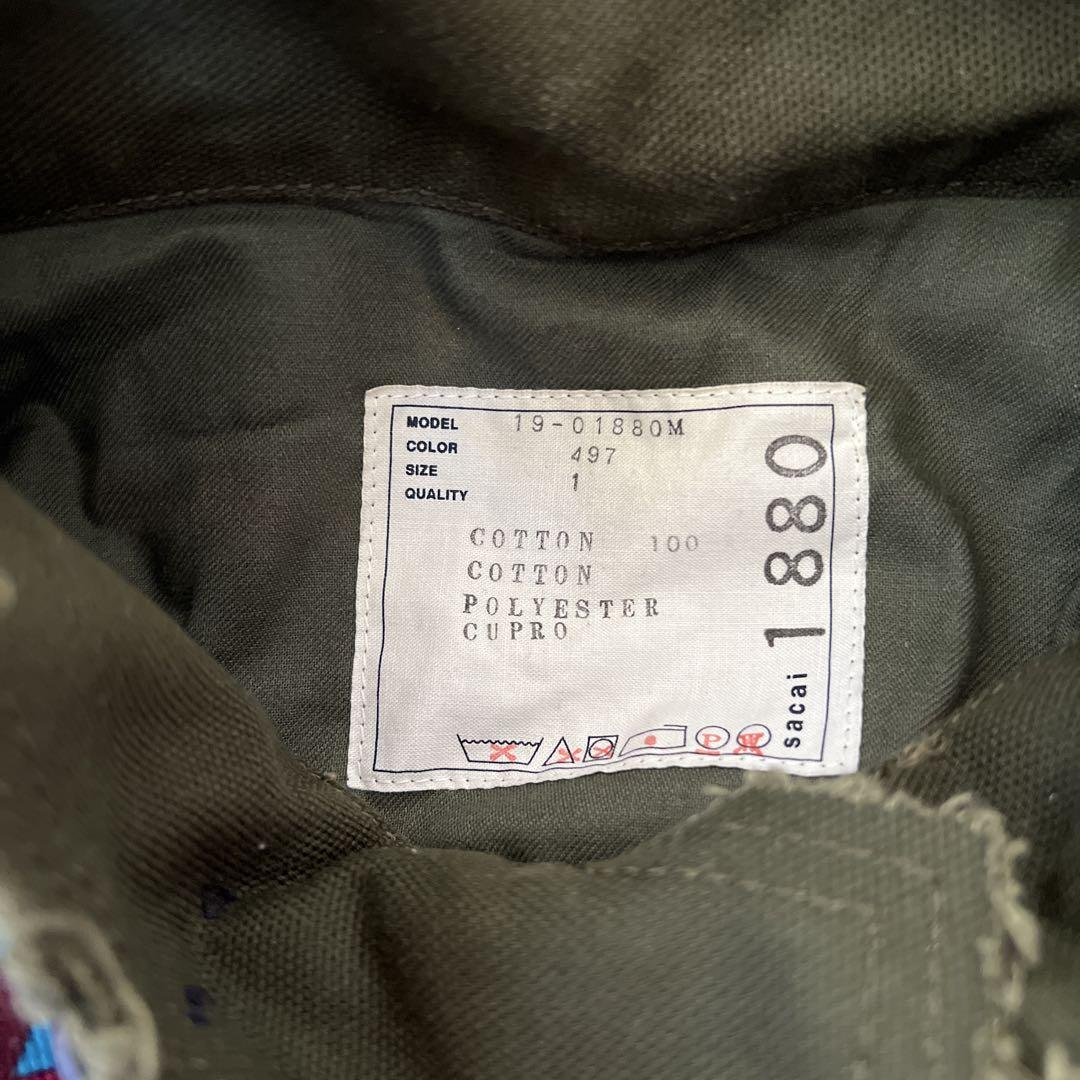 MODEL 19-01880M
COLOR 497
SIZE 1
QUALITY
COTTON 100
COTTON
POLYESTER
CUPRO
P
sacai 1880